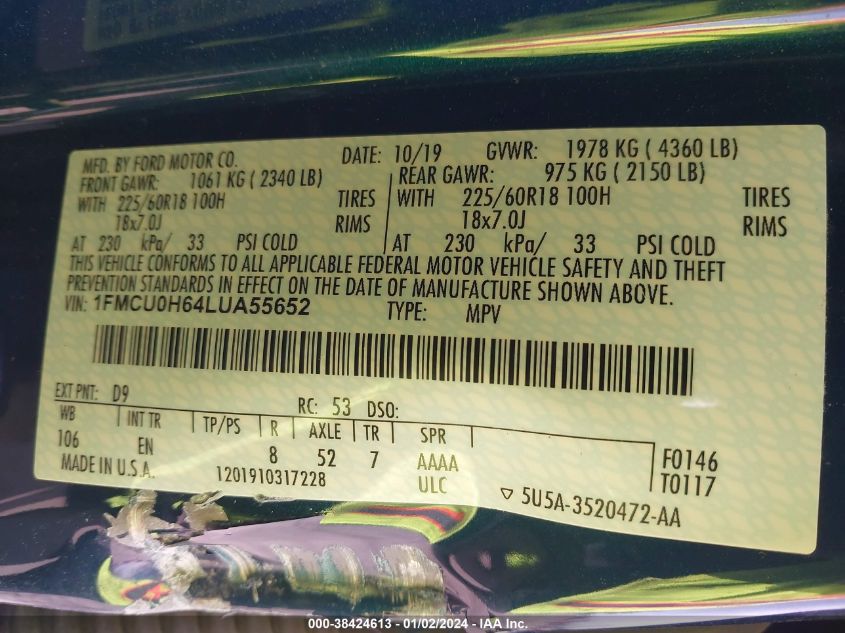 MFD. BY FORD MOTOR CO. DATE: 10/19 GVWR: 1978 KG ( 4360 LB)
FRONT GAWR: 1061 KG ( 2340 LB) REAR GAWR: 975 KG ( 2150 LB)
WITH 225/60R18 100H TIRES WITH 225/60R18 100H TIRES
18x7.0J RIMS 18x7.0J RIMS
AT 230 kPa/ 33 PSI COLD AT 230 kPa/ 33 PSI COLD
THIS VEHICLE CONFORMS TO ALL APPLICABLE FEDERAL MOTOR VEHICLE SAFETY AND THEFT
PREVENTION STANDARDS IN EFFECT ON THE DATE OF MANUFACTURE SHOWN ABOVE.
VIN: 1FMCU0H64LUA55652 TYPE: MPV
EXT PNT: D9 RC: 53 DSO:
WB INT TR TP/PS R AXLE TR SPR
106 EN 8 52 7 AAAA F0146
MADE IN U.S.A. 1201910317228 ULC T0117
▽ 5U5A-3520472-AA
000-38424613 - 01/02/2024 - IAA Inc.